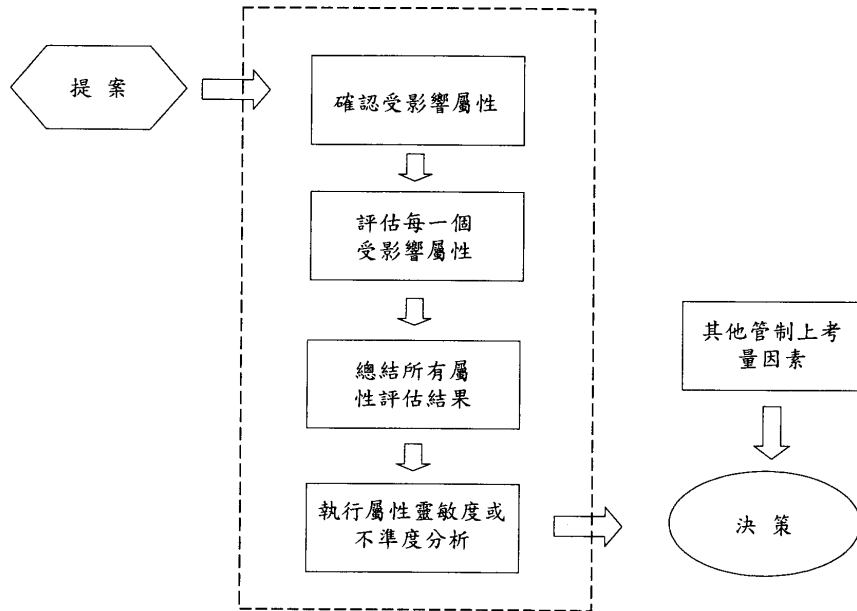 提案
確認受影響屬性
評估每一個
受影響屬性
總結所有屬
性評估結果
執行屬性靈敏度或
不準度分析
其他管制上考
量因素
決策